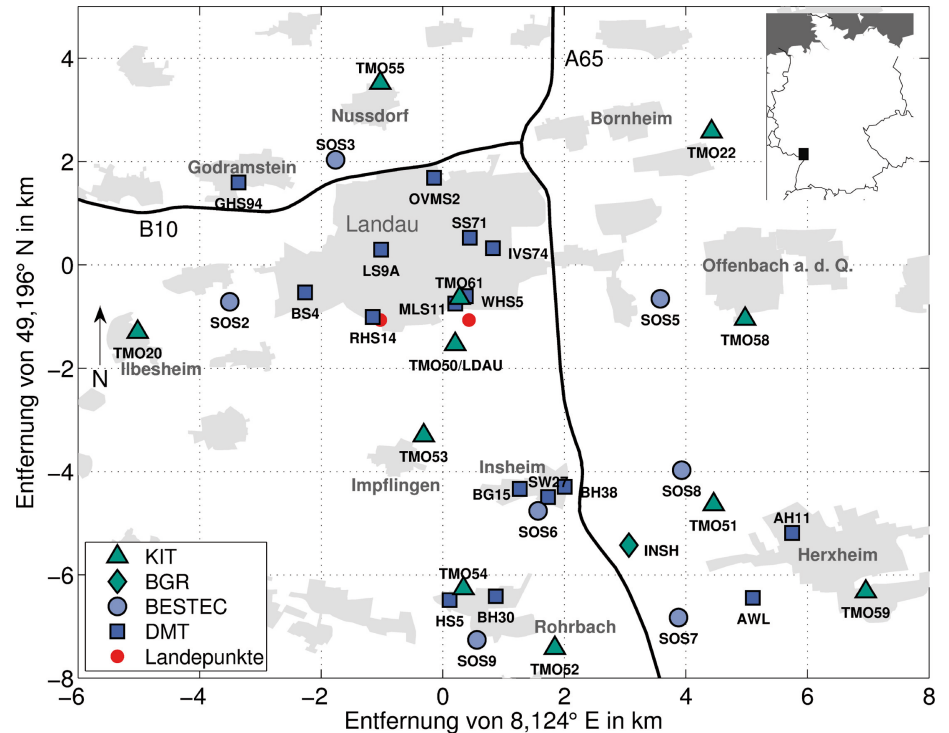 4
2
0
−2
−4
−6
−8
−6
−4
−2
0
2
4
6
8
Entfernung von 49,196° N in km
Entfernung von 8,124° E in km
A65
B10
N
TMO55
Nussdorf
Bornheim
TMO22
SOS3
Godramstein
GHS94
OVMS2
Landau
SS71
IVS74
LS9A
Offenbach a. d. Q.
TMO61
WHS5
MLS11
SOS2
BS4
RHS14
SOS5
TMO58
TMO20
Ilbesheim
TMO50/LDAU
TMO53
Impflingen
Insheim
SW27
BG15
BH38
SOS6
SOS8
TMO51
AH11
INSH
Herxheim
TMO54
HS5
BH30
SOS9
Rohrbach
TMO52
SOS7
AWL
TMO59
KIT
BGR
BESTEC
DMT
Landepunkte